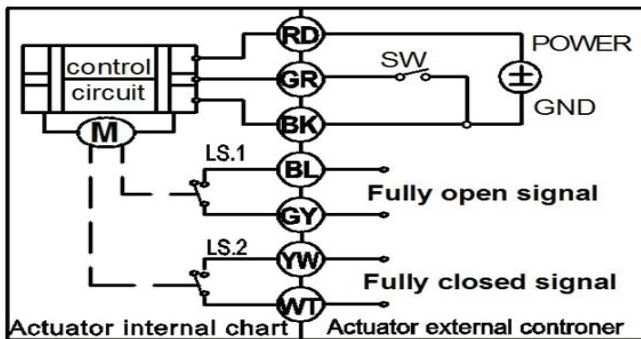 RD
POWER
control
circuit
GR
SW
GND
BK
M
LS.1
BL
Fully open signal
GY
LS.2
YW
Fully closed signal
WT
Actuator internal chart
Actuator external controner